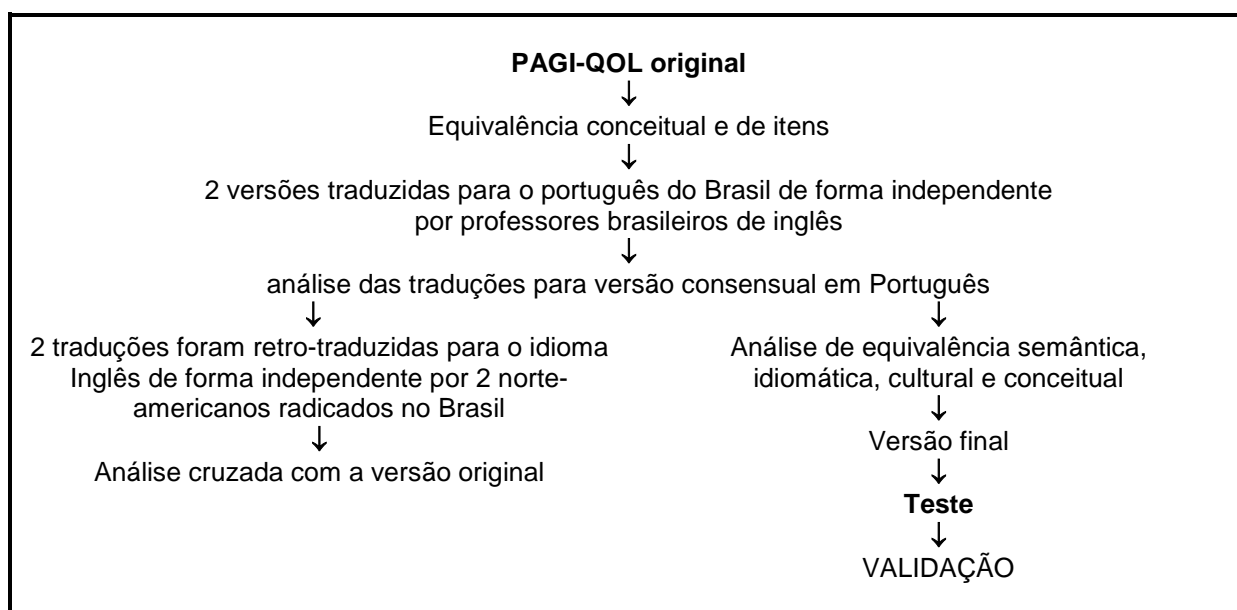 PAGI-QOL original
↓
Equivalência conceitual e de itens
↓
2 versões traduzidas para o português do Brasil de forma independente
por professores brasileiros de inglês
↓
análise das traduções para versão consensual em Português
↓
2 traduções foram retro-traduzidas para o idioma
Inglês de forma independente por 2 norte-
americanos radicados no Brasil
↓
Análise cruzada com a versão original
↓
Análise de equivalência semântica,
idiomática, cultural e conceitual
↓
Versão final
↓
Teste
↓
VALIDAÇÃO